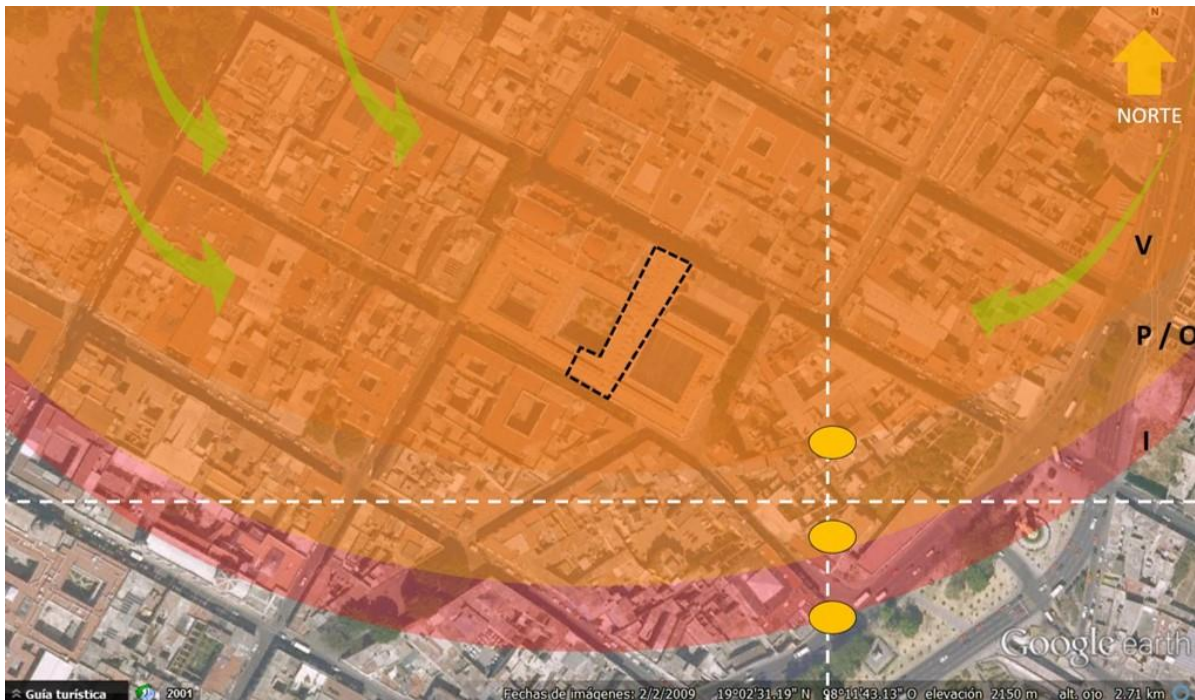 N
NORTE
V
P / O
I
Google earth
Guía turística
2001
Fechas de imágenes: 2/2/2009 19°02'31.19" N 98°11'43.13" O elevación 2150 m alt. ojo 2.71 km